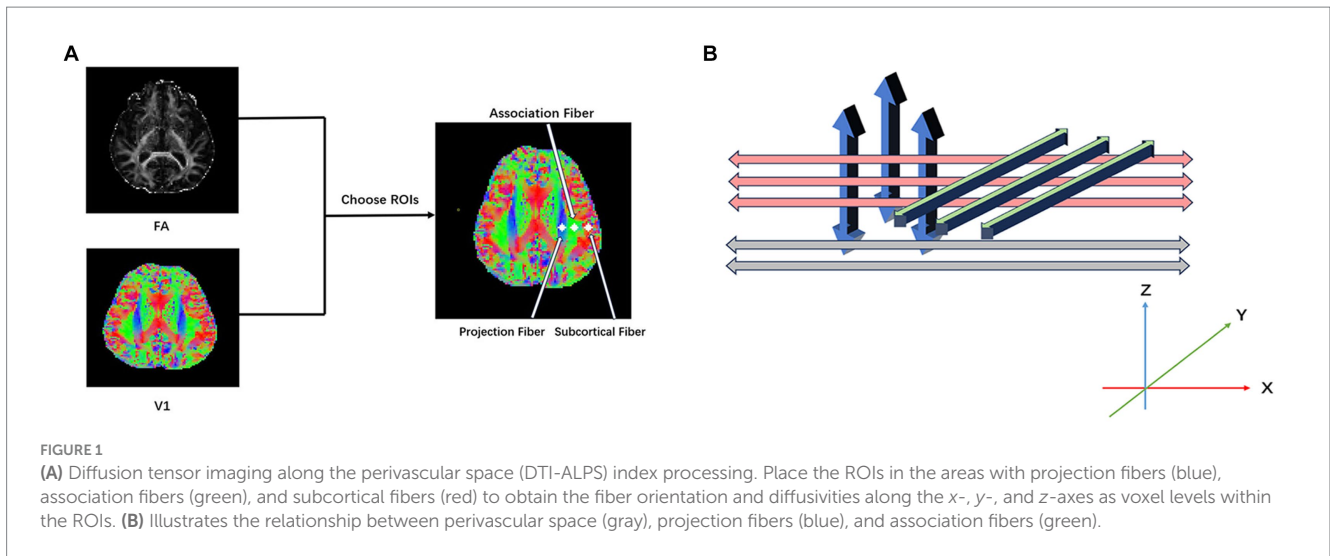 A
B
Association Fiber
Choose ROIs
FA
Projection Fiber Subcortical Fiber
V1
Z
Y
X
FIGURE 1
(A) Diffusion tensor imaging along the perivascular space (DTI-ALPS) index processing. Place the ROIs in the areas with projection fibers (blue),
association fibers (green), and subcortical fibers (red) to obtain the fiber orientation and diffusivities along the x-, y-, and z-axes as voxel levels within
the ROIs. (B) Illustrates the relationship between perivascular space (gray), projection fibers (blue), and association fibers (green).